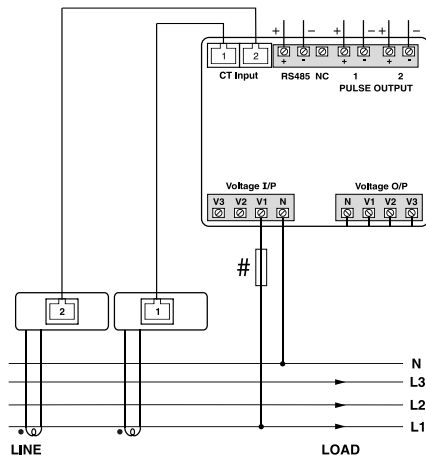 + − + − + −
1 2
+ - + - + -
CT Input RS485 NC 1 2
PULSE OUTPUT
Voltage I/P Voltage O/P
V3 V2 V1 N N V1 V2 V3
#
2 1
N
L3
L2
L1
LINE LOAD